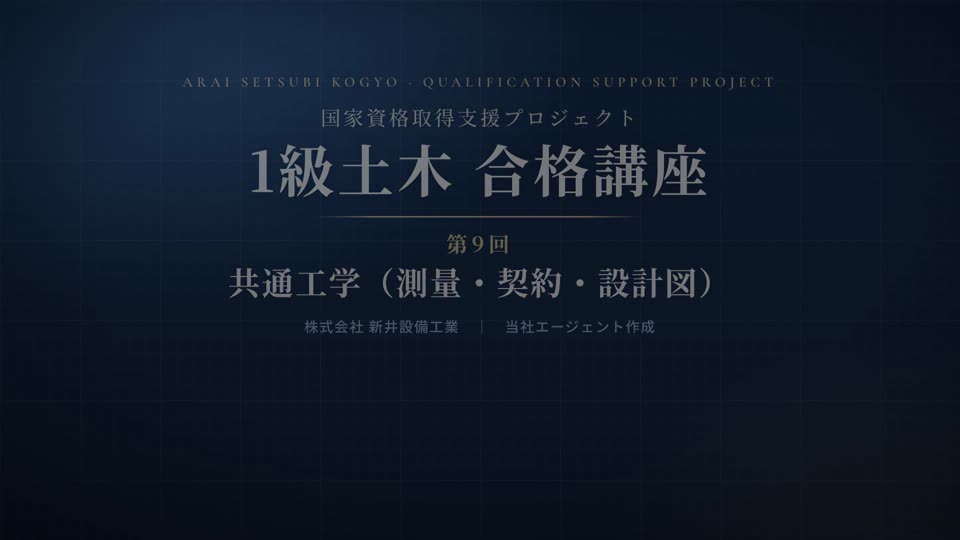 ARAI SETSUBI KOGYO · QUALIFICATION SUPPORT PROJECT
国家資格取得支援プロジェクト
1級土木 合格講座
第9回
共通工学（測量・契約・設計図）
株式会社 新井設備工業 ｜ 当社エージェント作成